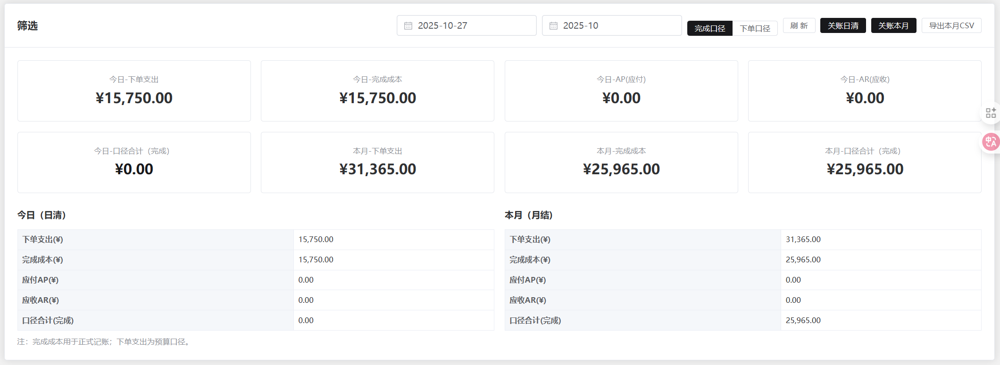 筛选
2025-10-27
2025-10
完成口径 下单口径
刷 新
关账日清
关账本月
导出本月CSV
今日-下单支出
¥15,750.00
今日-完成成本
¥15,750.00
今日-AP(应付)
¥0.00
今日-AR(应收)
¥0.00
今日-口径合计（完成）
¥0.00
本月-下单支出
¥31,365.00
本月-完成成本
¥25,965.00
本月-口径合计（完成）
¥25,965.00
今日（日清）
下单支出(¥) 15,750.00
完成成本(¥) 15,750.00
应付AP(¥) 0.00
应收AR(¥) 0.00
口径合计(完成) 0.00
本月（月结）
下单支出(¥) 31,365.00
完成成本(¥) 25,965.00
应付AP(¥) 0.00
应收AR(¥) 0.00
口径合计(完成) 25,965.00
注：完成成本用于正式记账；下单支出为预算口径。